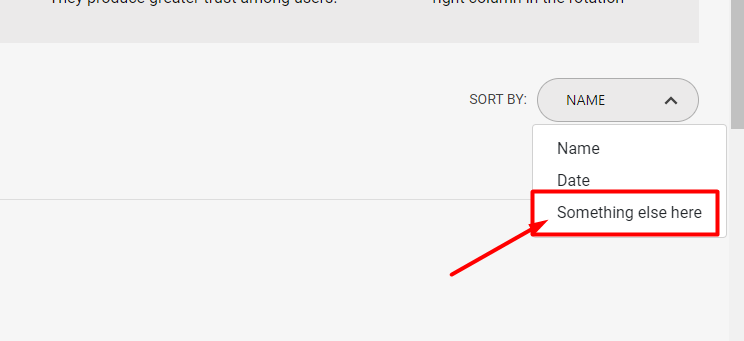 They produce greater trust among users.
right column in the rotation
SORT BY:
NAME
Name
Date
Something else here